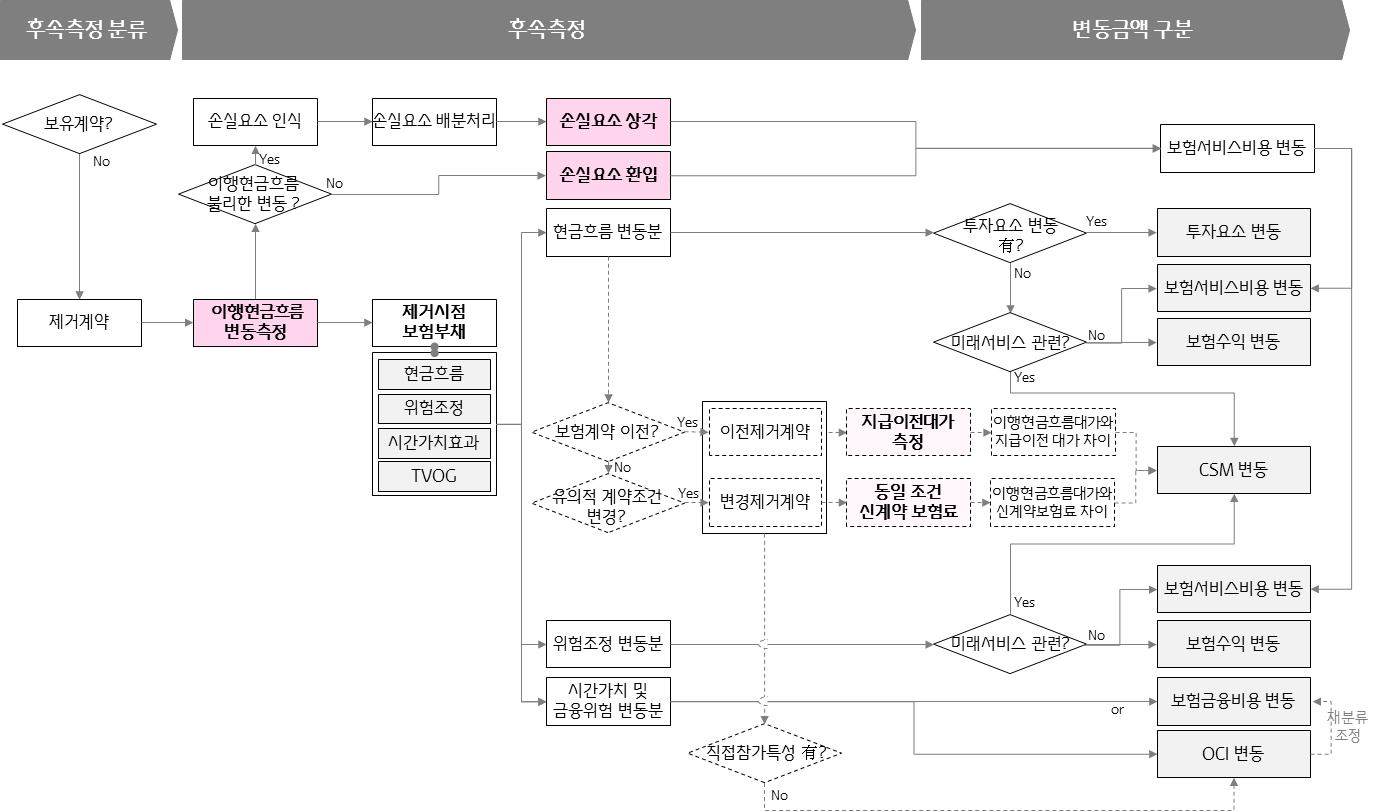 후속측정 분류
후속측정
변동금액 구분
보유계약?
No
제거계약
손실요소 인식
손실요소 배분처리
손실요소 상각
보험서비스비용 변동
Yes
이행현금흐름
불리한 변동 ?
No
손실요소 환입
이행현금흐름
변동측정
제거시점
보험부채
현금흐름
위험조정
시간가치효과
TVOG
현금흐름 변동분
투자요소 변동
有?
Yes
투자요소 변동
No
보험서비스비용 변동
미래서비스 관련?
No
보험수익 변동
Yes
보험계약 이전?
Yes
이전제거계약
지급이전대가
측정
이행현금흐름대가와
지급이전 대가 차이
CSM 변동
No
유의적 계약조건
변경?
Yes
변경제거계약
동일 조건
신계약 보험료
이행현금흐름대가와
신계약보험료 차이
보험서비스비용 변동
Yes
위험조정 변동분
미래서비스 관련?
No
보험수익 변동
시간가치 및
금융위험 변동분
or
보험금융비용 변동
재분류
조정
직접참가특성 有?
OCI 변동
No